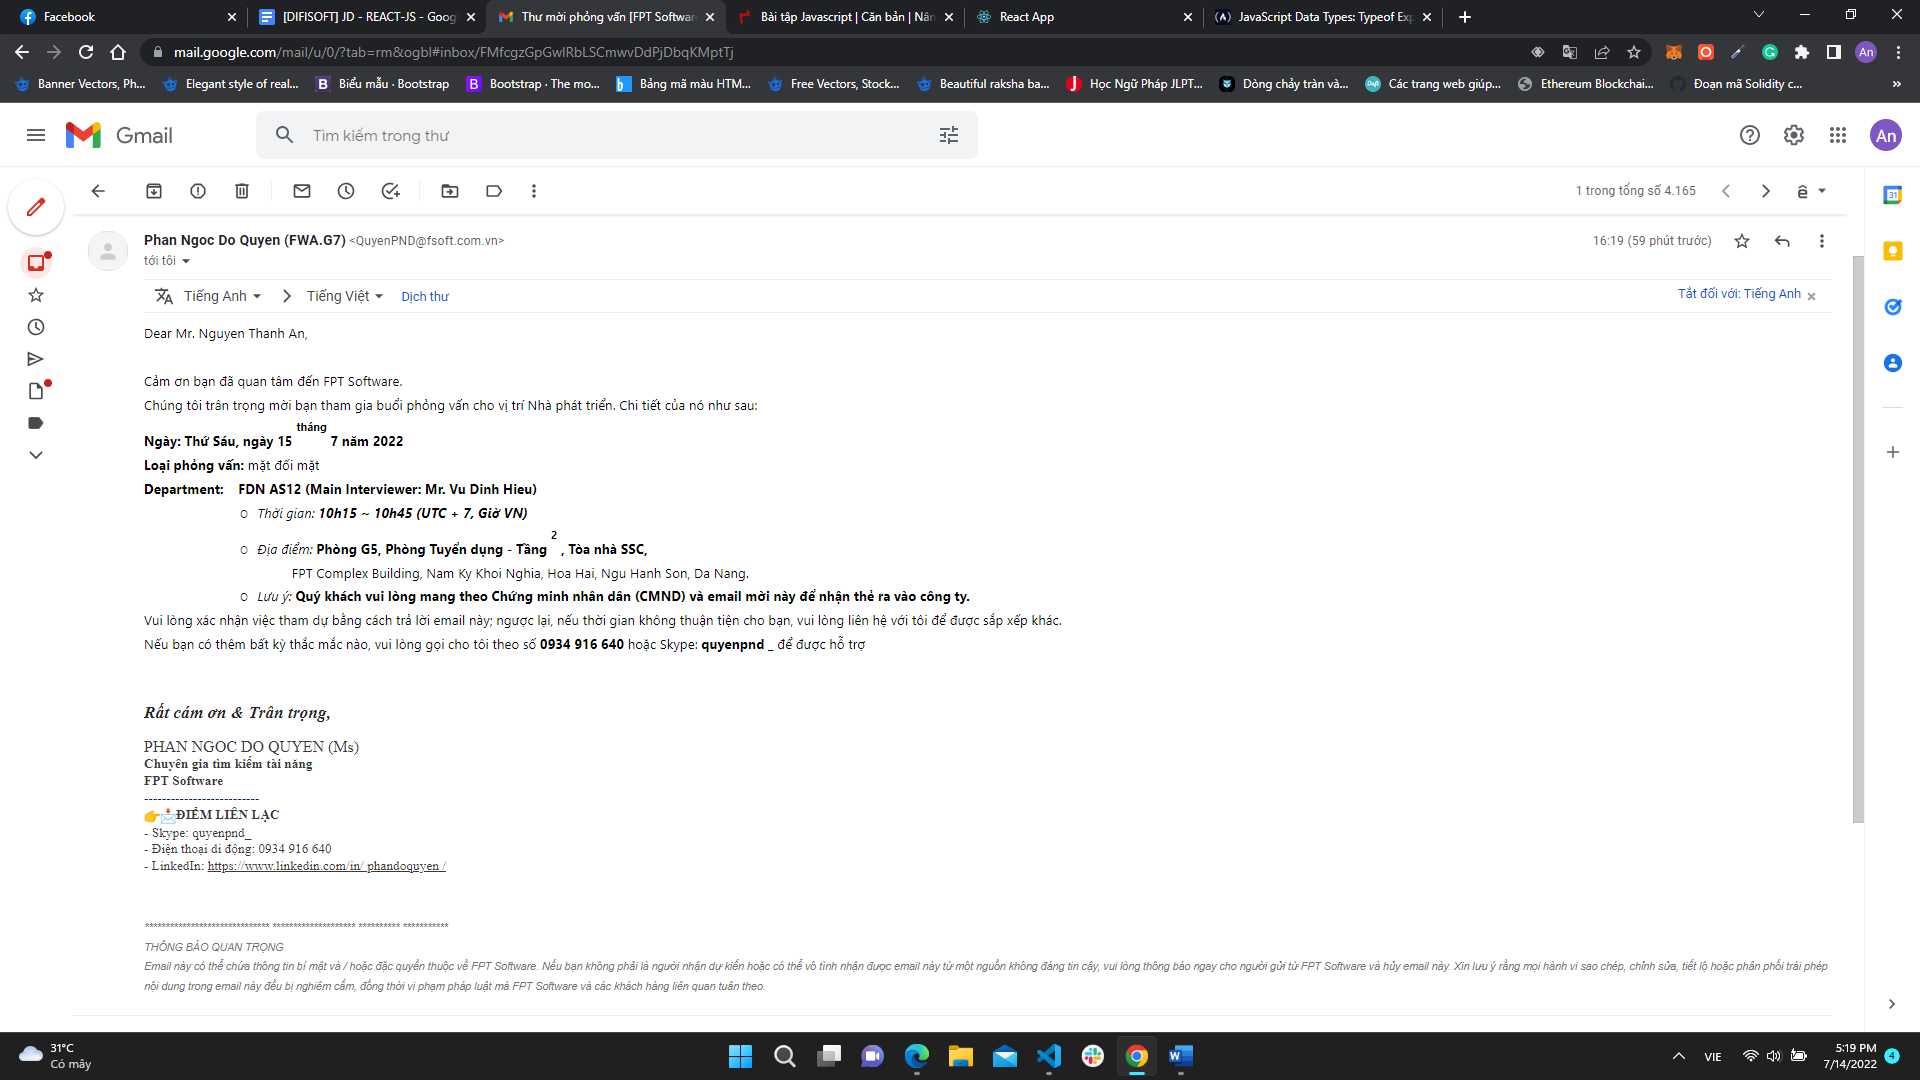 Facebook
[DIFISOFT] JD - REACT-JS - Goog
Thư mời phỏng vấn [FPT Softwar
Bài tập Javascript | Căn bản | Nân
React App
JavaScript Data Types: Typeof Exp
mail.google.com/mail/u/0/?tab=rm&ogbl#inbox/FMfcgzGpGwIRbLSCmwvDdPjDbqKMptTj
An
Banner Vectors, Ph...
Elegant style of real...
Biểu mẫu · Bootstrap
Bootstrap · The mo...
Bảng mã màu HTM...
Free Vectors, Stock...
Beautiful raksha ba...
Học Ngữ Pháp JLPT...
Dòng chảy tràn và...
Các trang web giúp...
Ethereum Blockchai...
Đoạn mã Solidity c...
»
Gmail
Tìm kiếm trong thư
An
1 trong tổng số 4.165
ê
Phan Ngoc Do Quyen (FWA.G7) <QuyenPND@fsoft.com.vn>
16:19 (59 phút trước)
tới tôi
Tiếng Anh
Tiếng Việt
Dịch thư
Tắt đối với: Tiếng Anh
Dear Mr. Nguyen Thanh An,
Cảm ơn bạn đã quan tâm đến FPT Software.
Chúng tôi trân trọng mời bạn tham gia buổi phỏng vấn cho vị trí Nhà phát triển. Chi tiết của nó như sau:
Ngày: Thứ Sáu, ngày 15 tháng 7 năm 2022
Loại phỏng vấn: mặt đối mặt
Department: FDN AS12 (Main Interviewer: Mr. Vu Dinh Hieu)
o Thời gian: 10h15 ~ 10h45 (UTC + 7, Giờ VN)
o Địa điểm: Phòng G5, Phòng Tuyển dụng - Tầng 2 , Tòa nhà SSC,
FPT Complex Building, Nam Ky Khoi Nghia, Hoa Hai, Ngu Hanh Son, Da Nang.
o Lưu ý: Quý khách vui lòng mang theo Chứng minh nhân dân (CMND) và email mời này để nhận thẻ ra vào công ty.
Vui lòng xác nhận việc tham dự bằng cách trả lời email này; ngược lại, nếu thời gian không thuận tiện cho bạn, vui lòng liên hệ với tôi để được sắp xếp khác.
Nếu bạn có thêm bất kỳ thắc mắc nào, vui lòng gọi cho tôi theo số 0934 916 640 hoặc Skype: quyenpnd _ để được hỗ trợ
Rất cám ơn & Trân trọng,
PHAN NGOC DO QUYEN (Ms)
Chuyên gia tìm kiếm tài năng
FPT Software
--------------------------
👉📩ĐIỂM LIÊN LẠC
- Skype: quyenpnd_
- Điện thoại di động: 0934 916 640
- LinkedIn: https://www.linkedin.com/in/ phandoquyen /
****************************** ******************** ********** ***********
THÔNG BÁO QUAN TRỌNG
Email này có thể chứa thông tin bí mật và / hoặc đặc quyền thuộc về FPT Software. Nếu bạn không phải là người nhận dự kiến hoặc có thể vô tình nhận được email này từ một nguồn không đáng tin cậy, vui lòng thông báo ngay cho người gửi từ FPT Software và hủy email này. Xin lưu ý rằng mọi hành vi sao chép, chỉnh sửa, tiết lộ hoặc phân phối trái phép
nội dung trong email này đều bị nghiêm cấm, đồng thời vi phạm pháp luật mà FPT Software và các khách hàng liên quan tuân theo.
31°C
Có mây
VIE
5:19 PM
7/14/2022
4